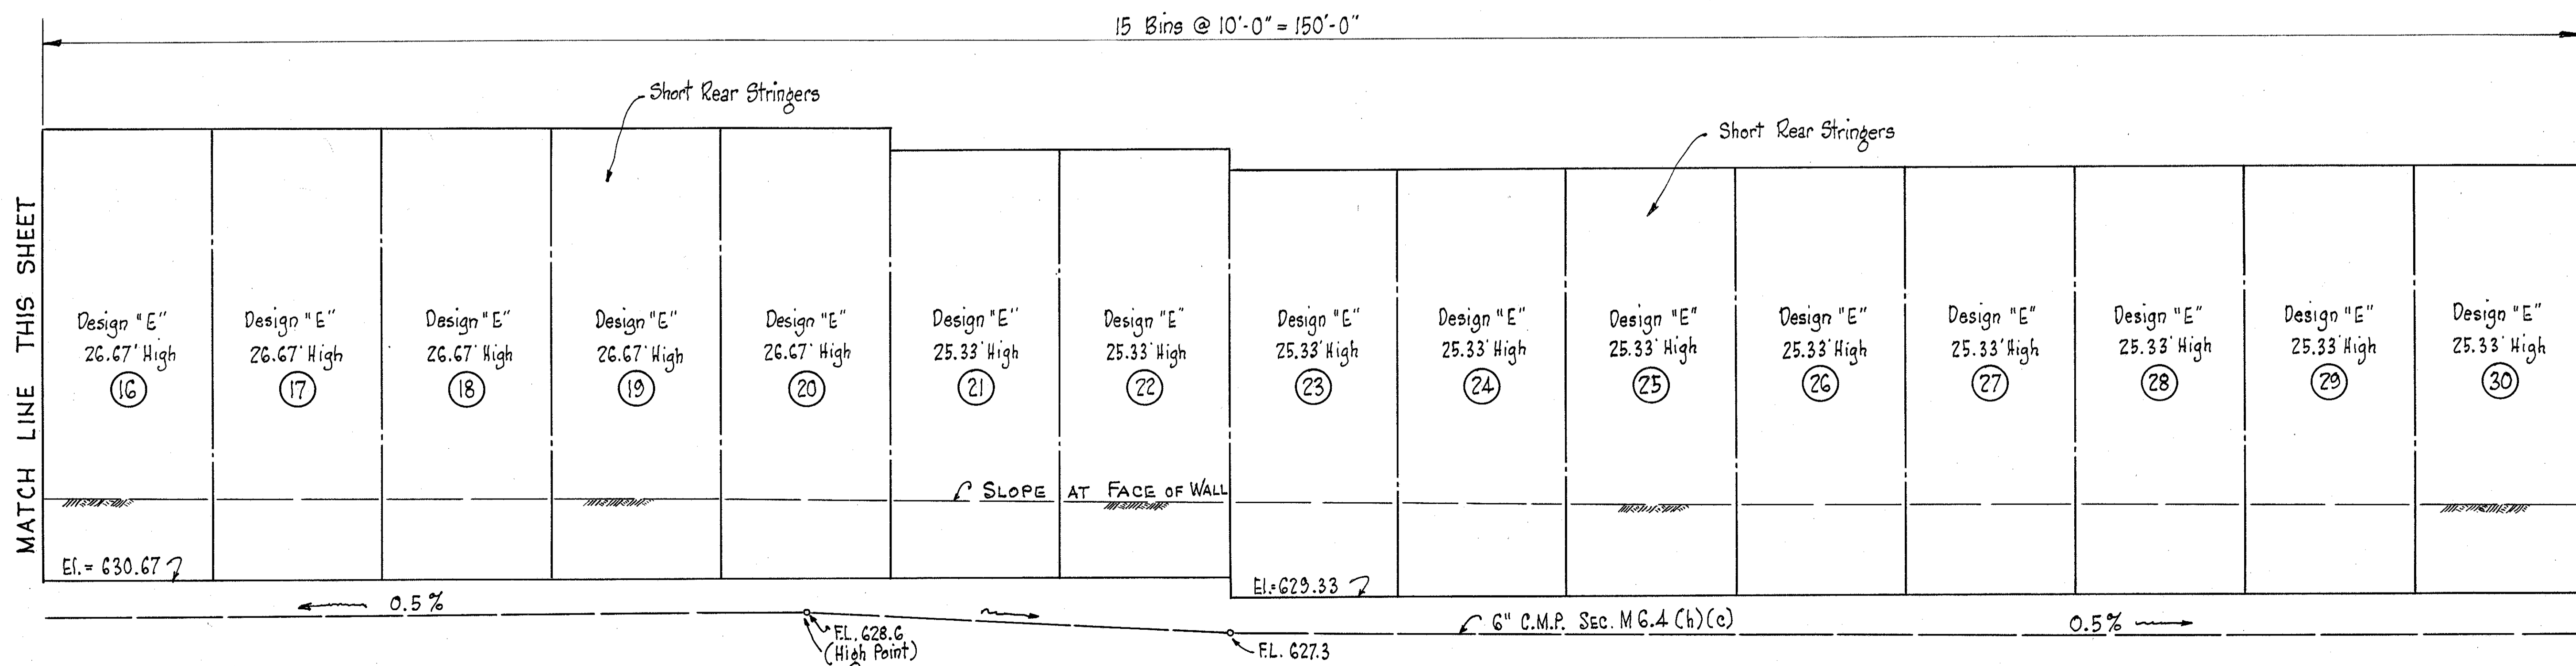 15 Bins @ 10'-0" = 150'-0"
Short Rear Stringers
Short Rear Stringers
MATCH LINE THIS SHEET
Design "E"
26.67' High
16
Design "E"
26.67' High
17
Design "E"
26.67' High
18
Design "E"
26.67' High
19
Design "E"
26.67' High
20
Design "E"
25.33' High
21
Design "E"
25.33' High
22
Design "E"
25.33' High
23
Design "E"
25.33' High
24
Design "E"
25.33' High
25
Design "E"
25.33' High
26
Design "E"
25.33' High
27
Design "E"
25.33' High
28
Design "E"
25.33' High
29
Design "E"
25.33' High
30
SLOPE AT FACE OF WALL
El. = 630.67
El. = 629.33
0.5%
F.L. 628.6
(High Point)
F.L. 627.3
6" C.M.P. SEC. M 6.4 (h)(c)
0.5%